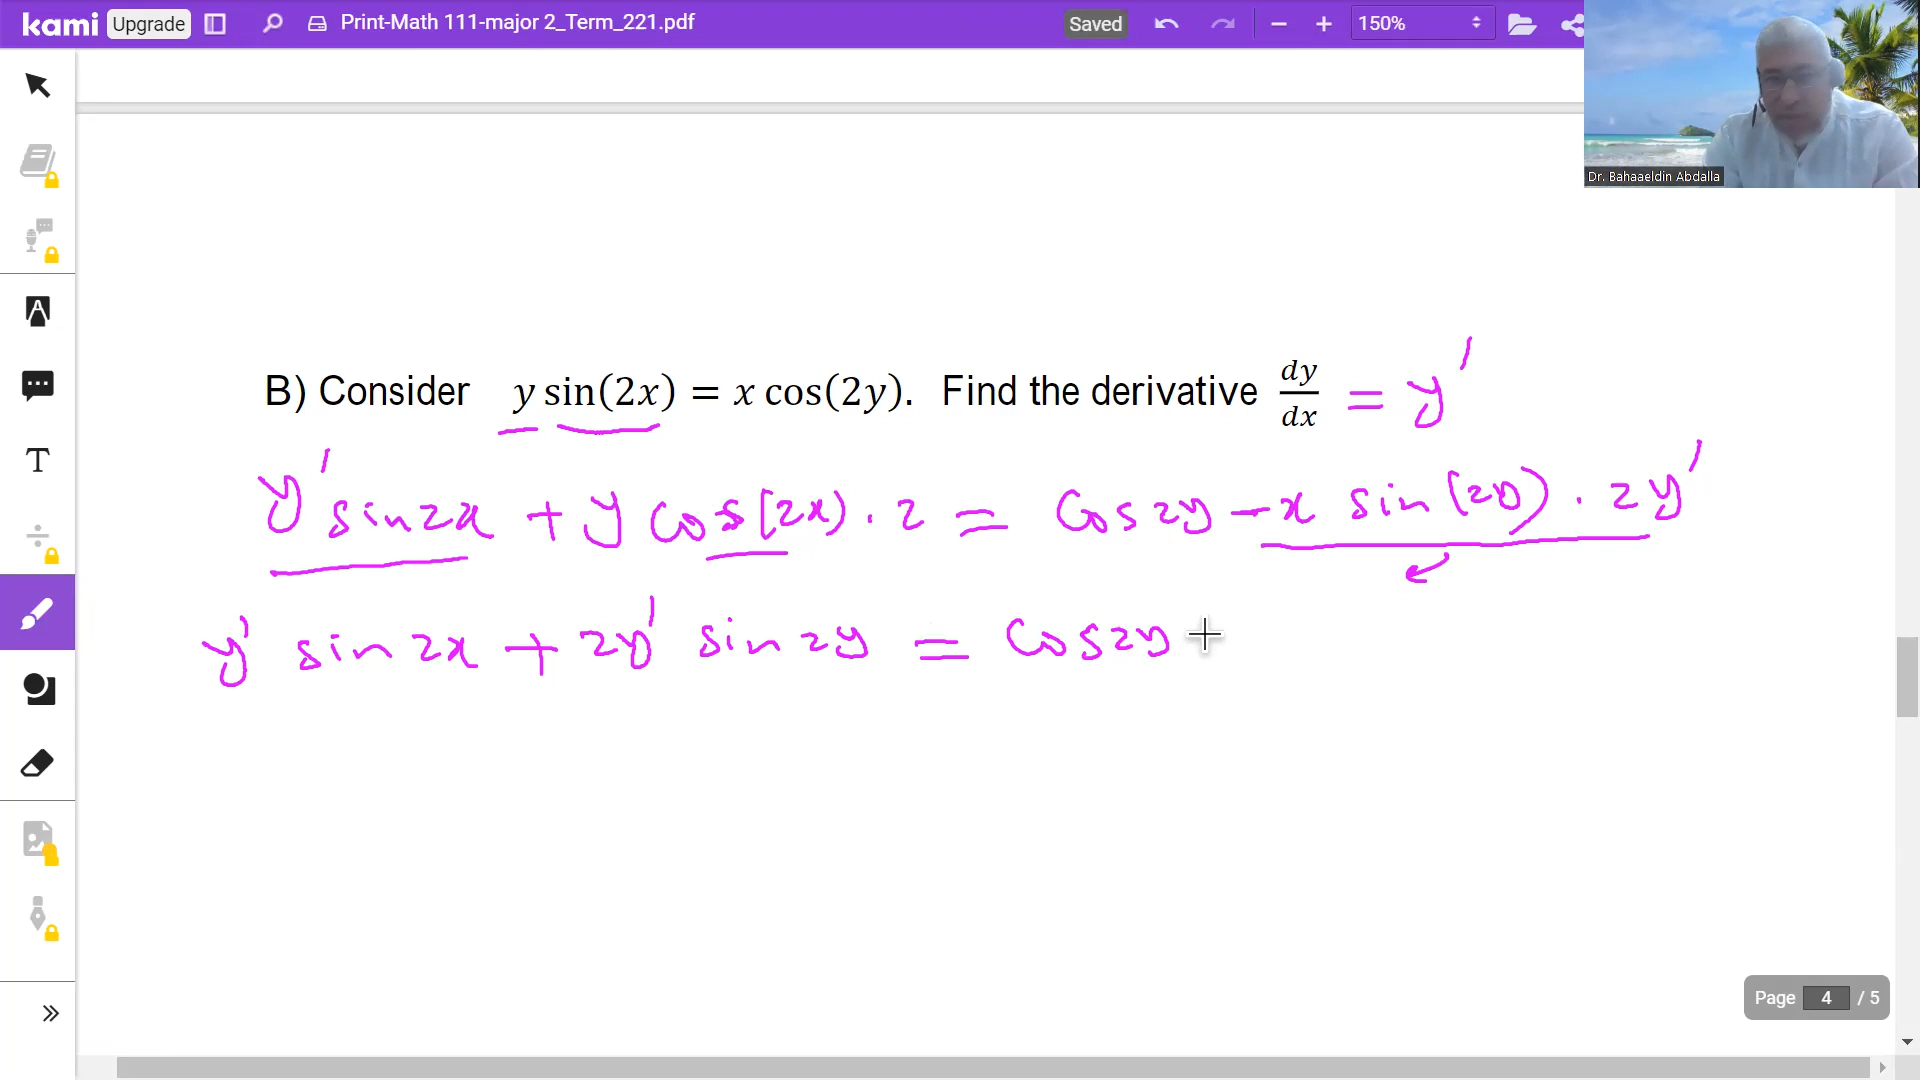 kami Upgrade Print-Math 111-major 2_Term_221.pdf Saved 150%
Dr. Bahaaeldin Abdalla
B) Consider y sin(2x) = x cos(2y). Find the derivative dy/dx = y'
y' sin 2x + y cos(2x) . 2 = Cos 2y - x sin(2y) . 2y'
y' sin 2x + 2y' sin 2y = Cos 2y
T
Page 4 / 5